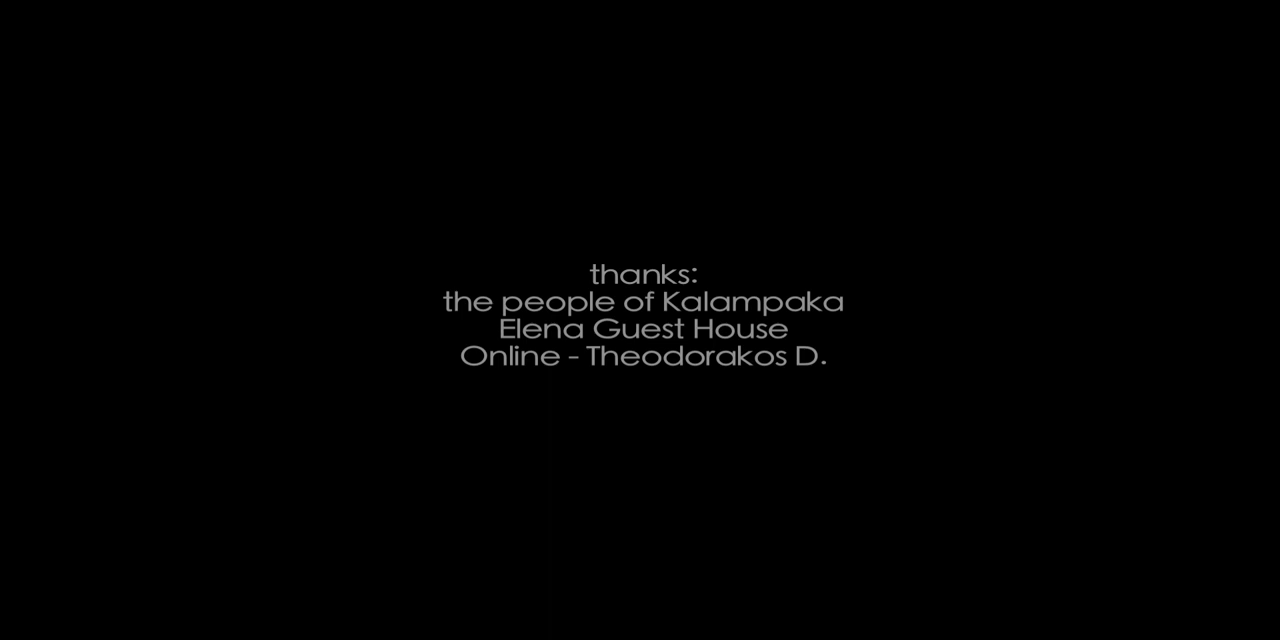 thanks:
the people of Kalampaka
Elena Guest House
Online - Theodorakos D.